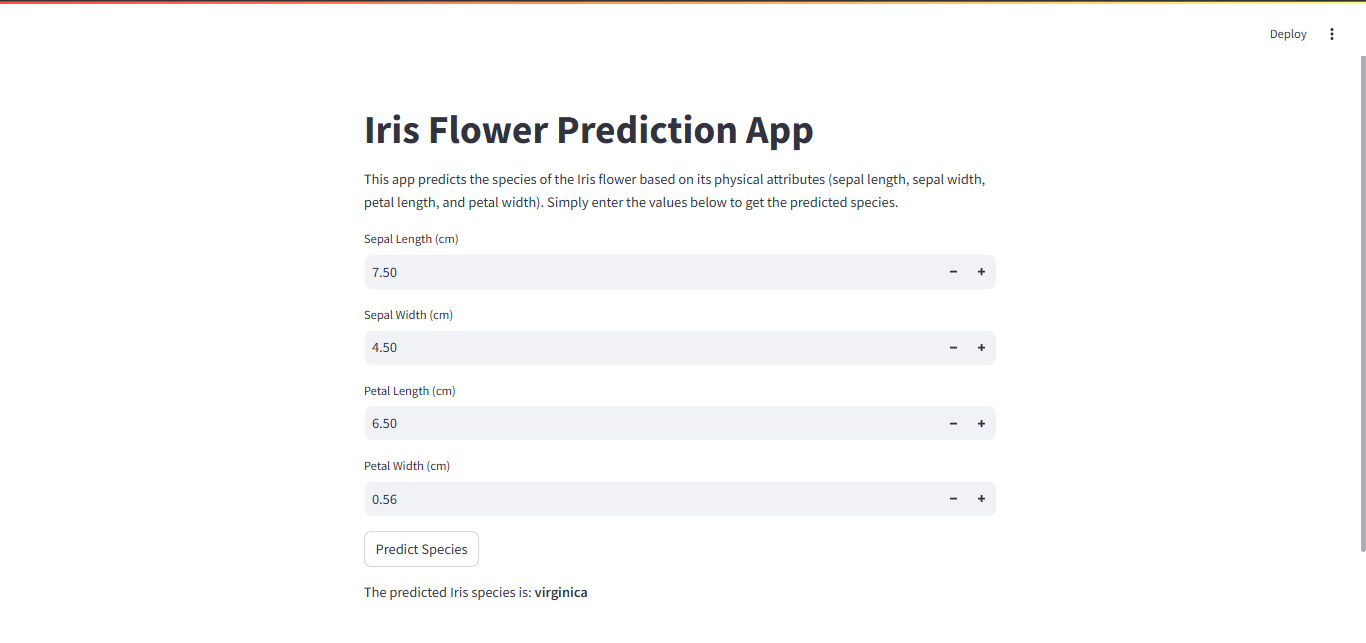 Deploy
Iris Flower Prediction App
This app predicts the species of the Iris flower based on its physical attributes (sepal length, sepal width,
petal length, and petal width). Simply enter the values below to get the predicted species.
Sepal Length (cm)
7.50 − +
Sepal Width (cm)
4.50 − +
Petal Length (cm)
6.50 − +
Petal Width (cm)
0.56 − +
Predict Species
The predicted Iris species is: virginica